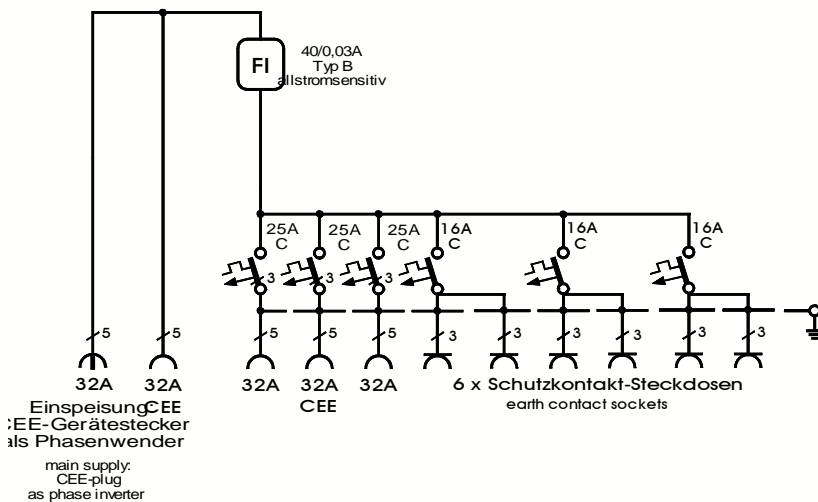 FI
40/0,03A
Typ B
allstromsensitiv
25A
C
25A
C
25A
C
16A
C
16A
C
16A
C
3
3
3
5
5
5
5
5
3
3
3
3
3
3
32A
32A
32A
32A
32A
6 x Schutzkontakt-Steckdosen
earth contact sockets
CEE
CEE
Einspeisung:
CEE-Gerätestecker
als Phasenwender
main supply:
CEE-plug
as phase inverter